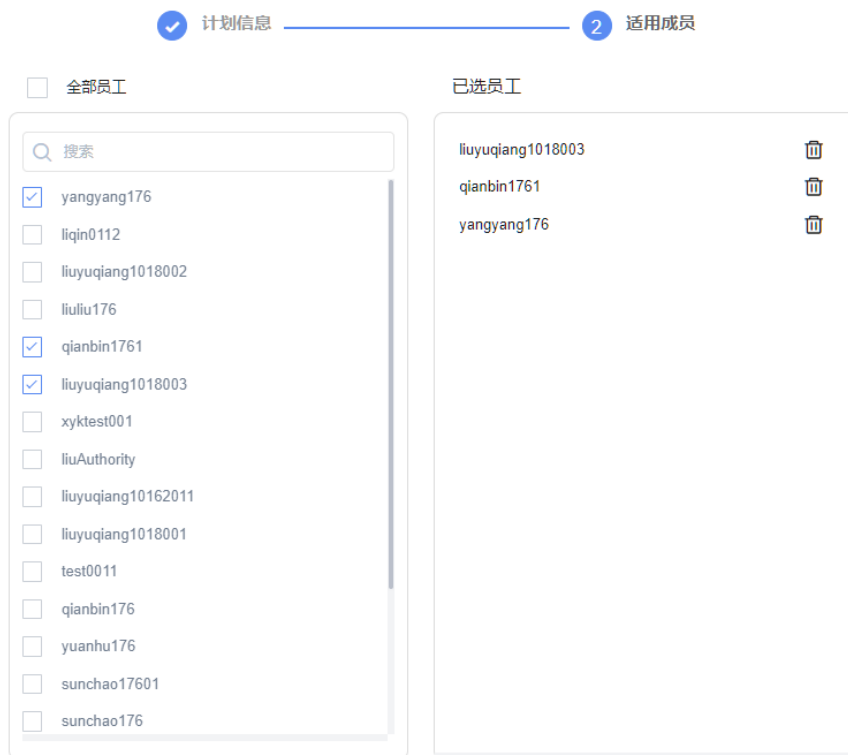 计划信息
2 适用成员
全部员工
已选员工
搜索
yangyang176
liqin0112
liuyuqiang1018002
liuliu176
qianbin1761
liuyuqiang1018003
xyktest001
liuAuthority
liuyuqiang10162011
liuyuqiang1018001
test0011
qianbin176
yuanhu176
sunchao17601
sunchao176
liuyuqiang1018003
qianbin1761
yangyang176